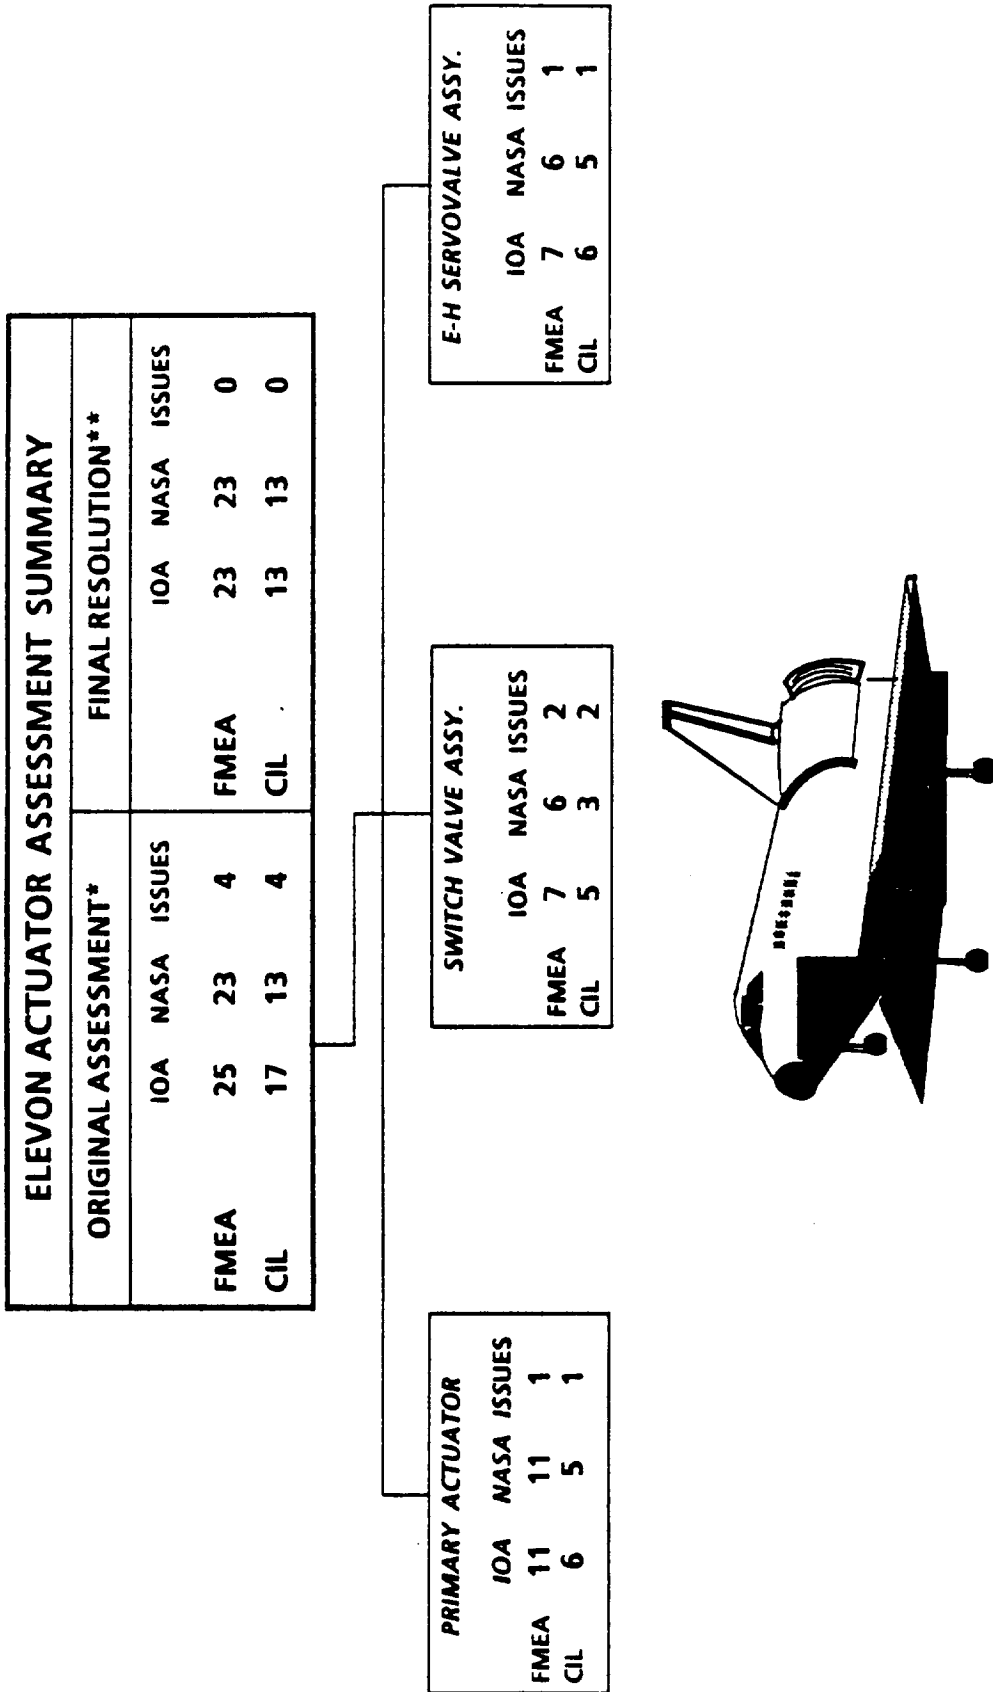 ELEVON ACTUATOR ASSESSMENT SUMMARY
ORIGINAL ASSESSMENT* FINAL RESOLUTION**
IOA NASA ISSUES IOA NASA ISSUES
FMEA 25 23 4 FMEA 23 23 0
CIL 17 13 4 CIL 13 13 0
PRIMARY ACTUATOR
IOA NASA ISSUES
FMEA 11 11 1
CIL 6 5 1
SWITCH VALVE ASSY.
IOA NASA ISSUES
FMEA 7 6 2
CIL 5 3 2
E-H SERVOVALVE ASSY.
IOA NASA ISSUES
FMEA 7 6 1
CIL 6 5 1